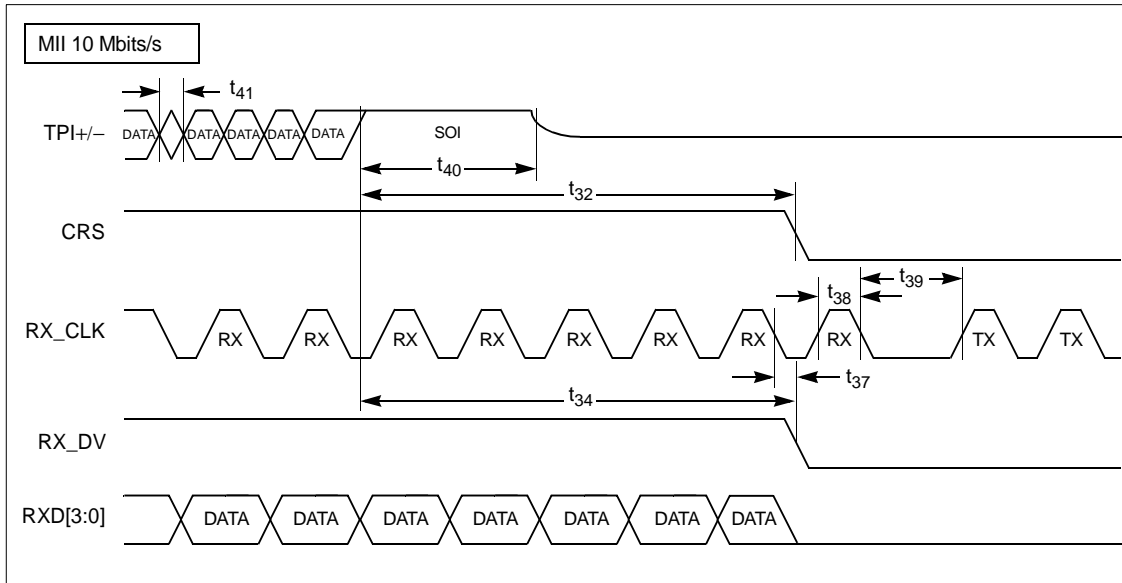 MII 10 Mbits/s
t41
TPI+/−
DATA DATA DATA DATA DATA SOI
t40
t32
CRS
t39
t38
RX_CLK
RX RX RX RX RX RX RX RX TX TX
t37
t34
RX_DV
RXD[3:0]
DATA DATA DATA DATA DATA DATA DATA